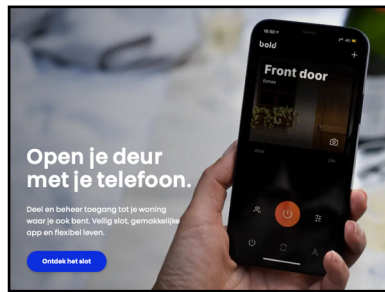 bold
Front door
Open je deur
met je telefoon.
Deel en beheer toegang tot je woning
waar je ook bent. Veilig slot, gemakkelijke
app en flexibel leven.
Ontdek het slot